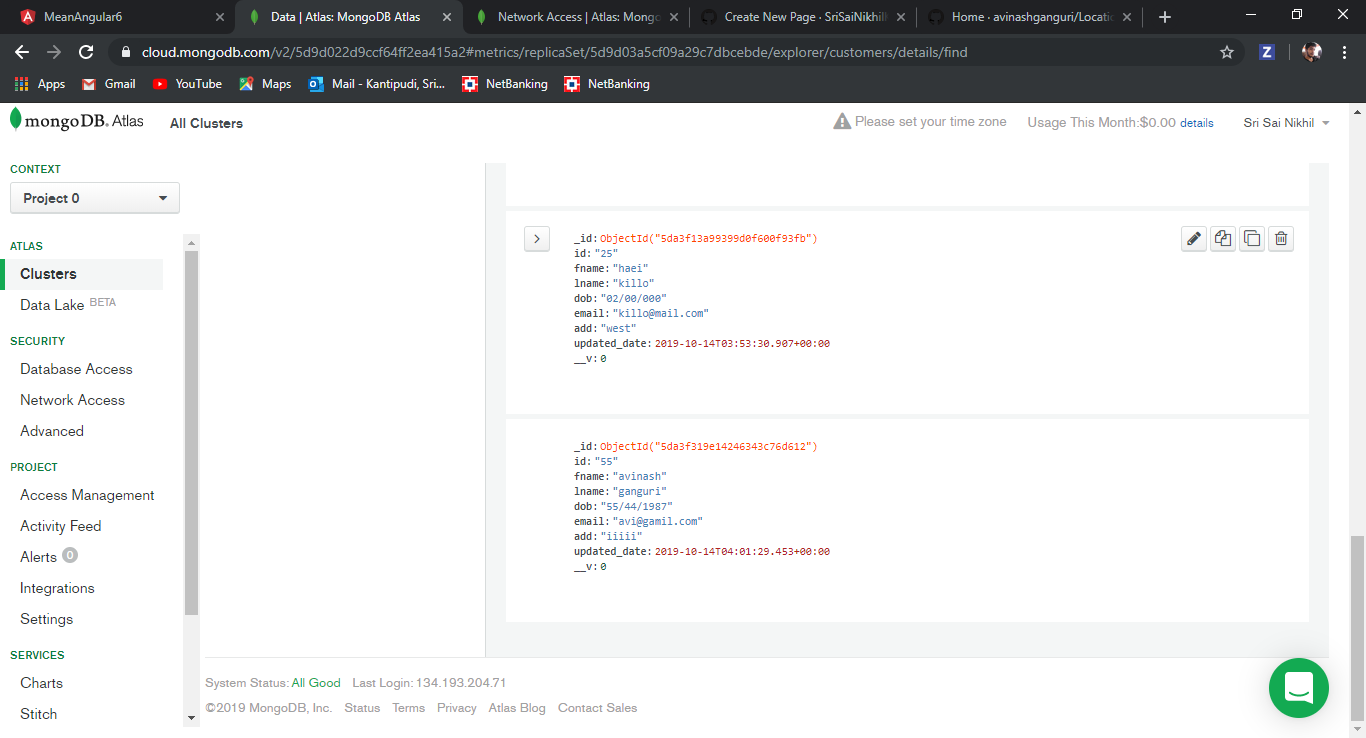 MeanAngular6
Data | Atlas: MongoDB Atlas
Network Access | Atlas: Mongo
Create New Page · SriSaiNikhil
Home · avinashganguri/Locatio
cloud.mongodb.com/v2/5d9d022d9ccf64ff2ea415a2#metrics/replicaSet/5d9d03a5cf09a29c7dbcebde/explorer/customers/details/find
Z
Apps
Gmail
YouTube
Maps
Mail - Kantipudi, Sri...
NetBanking
NetBanking
mongoDB. Atlas
All Clusters
Please set your time zone
Usage This Month:$0.00 details
Sri Sai Nikhil
CONTEXT
Project 0
ATLAS
Clusters
Data Lake BETA
SECURITY
Database Access
Network Access
Advanced
PROJECT
Access Management
Activity Feed
Alerts 0
Integrations
Settings
SERVICES
Charts
Stitch
_id: ObjectId("5da3f13a99399d0f600f93fb")
id: "25"
fname: "haei"
lname: "killo"
dob: "02/00/000"
email: "killo@mail.com"
add: "west"
updated_date: 2019-10-14T03:53:30.907+00:00
__v: 0
_id: ObjectId("5da3f319e14246343c76d612")
id: "55"
fname: "avinash"
lname: "ganguri"
dob: "55/44/1987"
email: "avi@gamil.com"
add: "iiiii"
updated_date: 2019-10-14T04:01:29.453+00:00
__v: 0
System Status: All Good Last Login: 134.193.204.71
©2019 MongoDB, Inc. Status Terms Privacy Atlas Blog Contact Sales